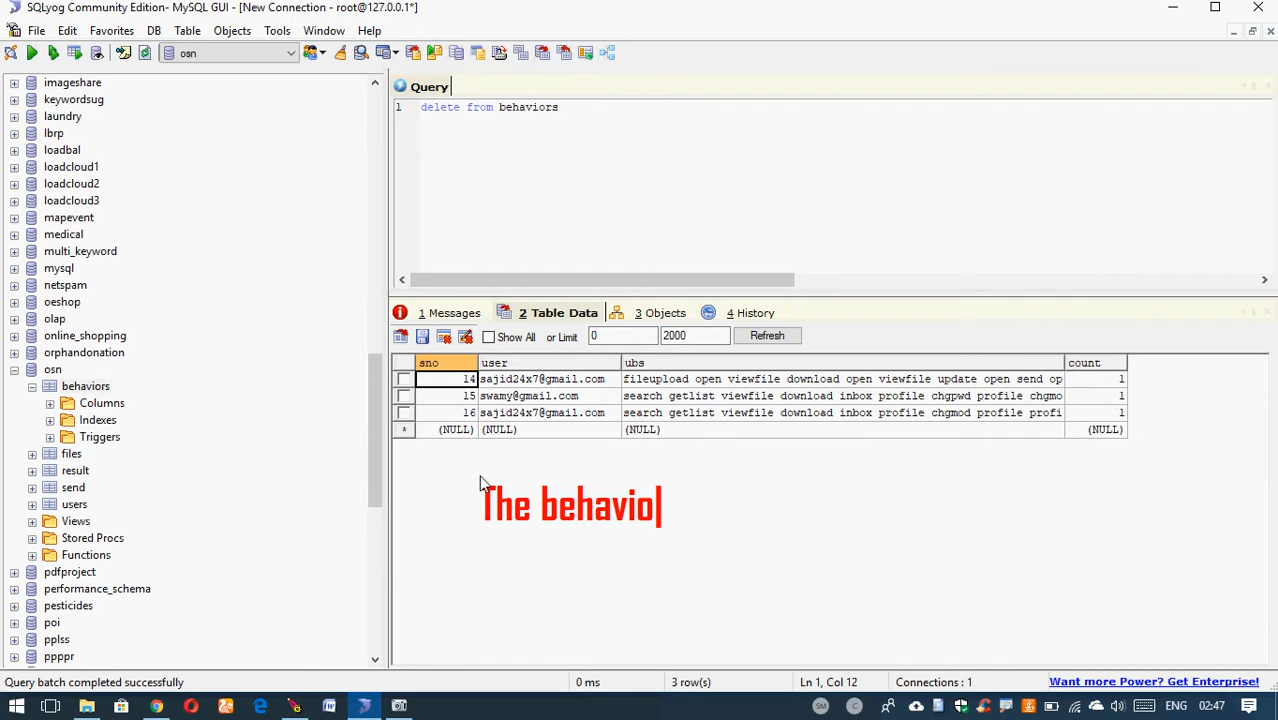 SQLyog Community Edition- MySQL GUI - [New Connection - root@127.0.0.1*]
File Edit Favorites DB Table Objects Tools Window Help
osn
imageshare
keywordsug
laundry
lbrp
loadbal
loadcloud1
loadcloud2
loadcloud3
mapevent
medical
multi_keyword
mysql
netspam
oeshop
olap
online_shopping
orphandonation
osn
behaviors
Columns
Indexes
Triggers
files
result
send
users
Views
Stored Procs
Functions
pdfproject
performance_schema
pesticides
poi
pplss
ppppr
Query
1 delete from behaviors
1 Messages 2 Table Data 3 Objects 4 History
Show All or Limit 0 2000 Refresh
sno user ubs count
14 sajid24x7@gmail.com fileupload open viewfile download open viewfile update open send op 1
15 swamy@gmail.com search getlist viewfile download inbox profile chgpwd profile chgmo 1
16 sajid24x7@gmail.com search getlist viewfile download inbox profile chgmod profile profi 1
* (NULL) (NULL) (NULL) (NULL)
The behavio
Query batch completed successfully 0 ms 3 row(s) Ln 1, Col 12 Connections : 1 Want more Power? Get Enterprise!
ENG 02:47